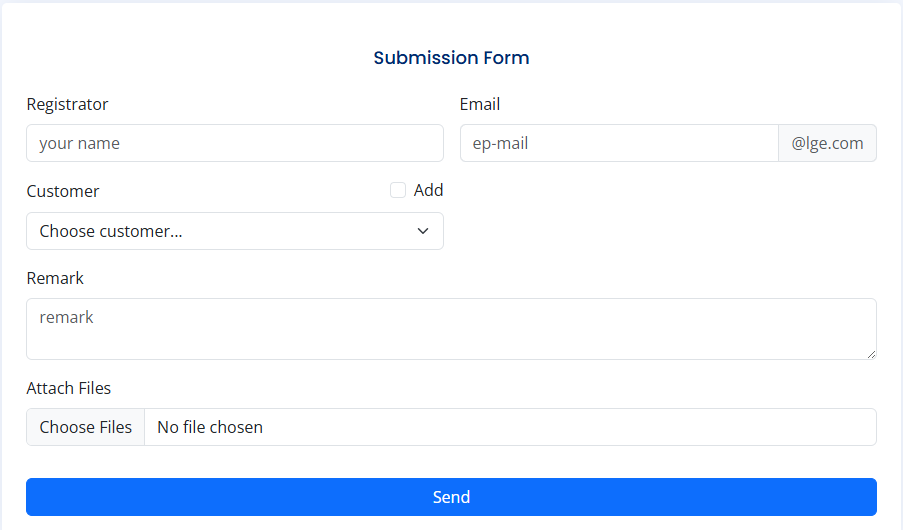 Submission Form
Registrator Email
your name ep-mail @lge.com
Customer Add
Choose customer...
Remark
remark
Attach Files
Choose Files No file chosen
Send